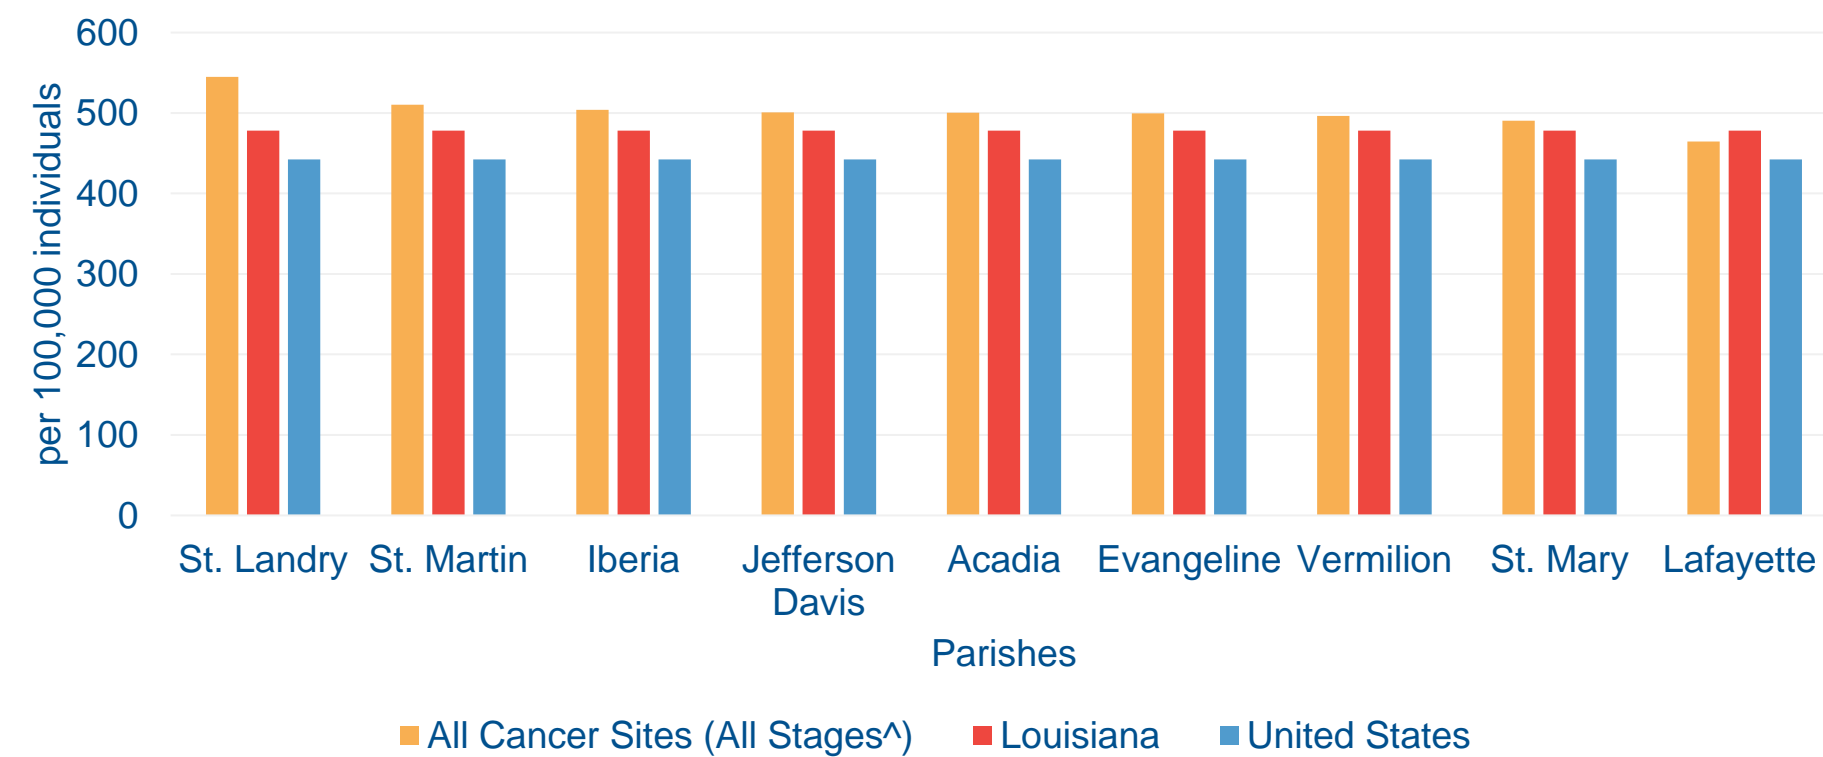 600
500
400
300
200
100
0
per 100,000 individuals
St. Landry St. Martin Iberia Jefferson Davis Acadia Evangeline Vermilion St. Mary Lafayette
Parishes
All Cancer Sites (All Stages^) Louisiana United States